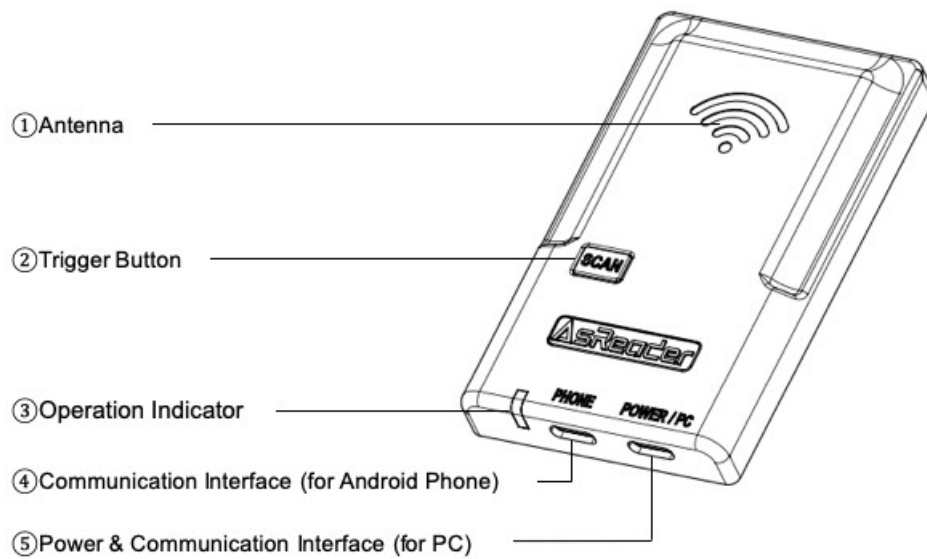 ①Antenna
②Trigger Button
SCAN
AsReader
③Operation Indicator
PHONE
POWER / PC
④Communication Interface (for Android Phone)
⑤Power & Communication Interface (for PC)